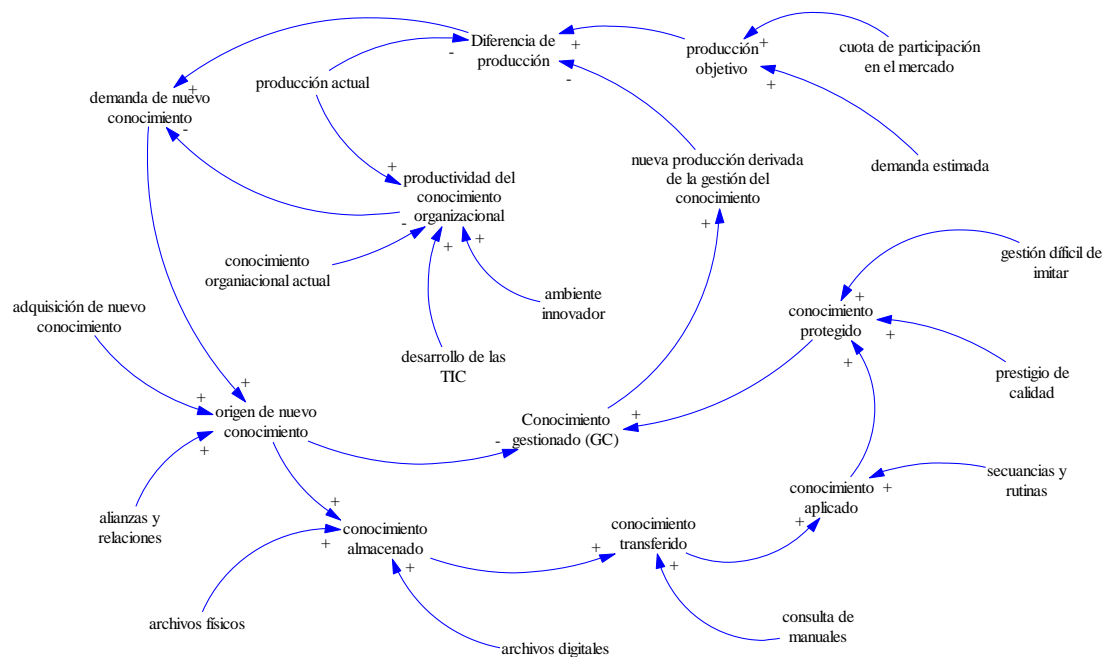 Diferencia de
producción
+
-
-
producción
objetivo
+
+
cuota de participación
en el mercado
producción actual
demanda de nuevo
conocimiento
+
-
nueva producción derivada
de la gestión del
conocimiento
+
demanda estimada
+
productividad del
conocimiento
organizacional
-
+
+
conocimiento
organiacional actual
ambiente
innovador
desarrollo de las
TIC
gestión díficil de
imitar
conocimiento
protegido
+
+
+
prestigio de
calidad
adquisición de nuevo
conocimiento
+
+
origen de nuevo
conocimiento
+
Conocimiento
gestionado (GC)
+
-
alianzas y
relaciones
secuancias y
rutinas
conocimiento
aplicado
+
+
conocimiento
almacenado
+
+
+
conocimiento
transferido
+
+
archivos físicos
archivos digitales
consulta de
manuales